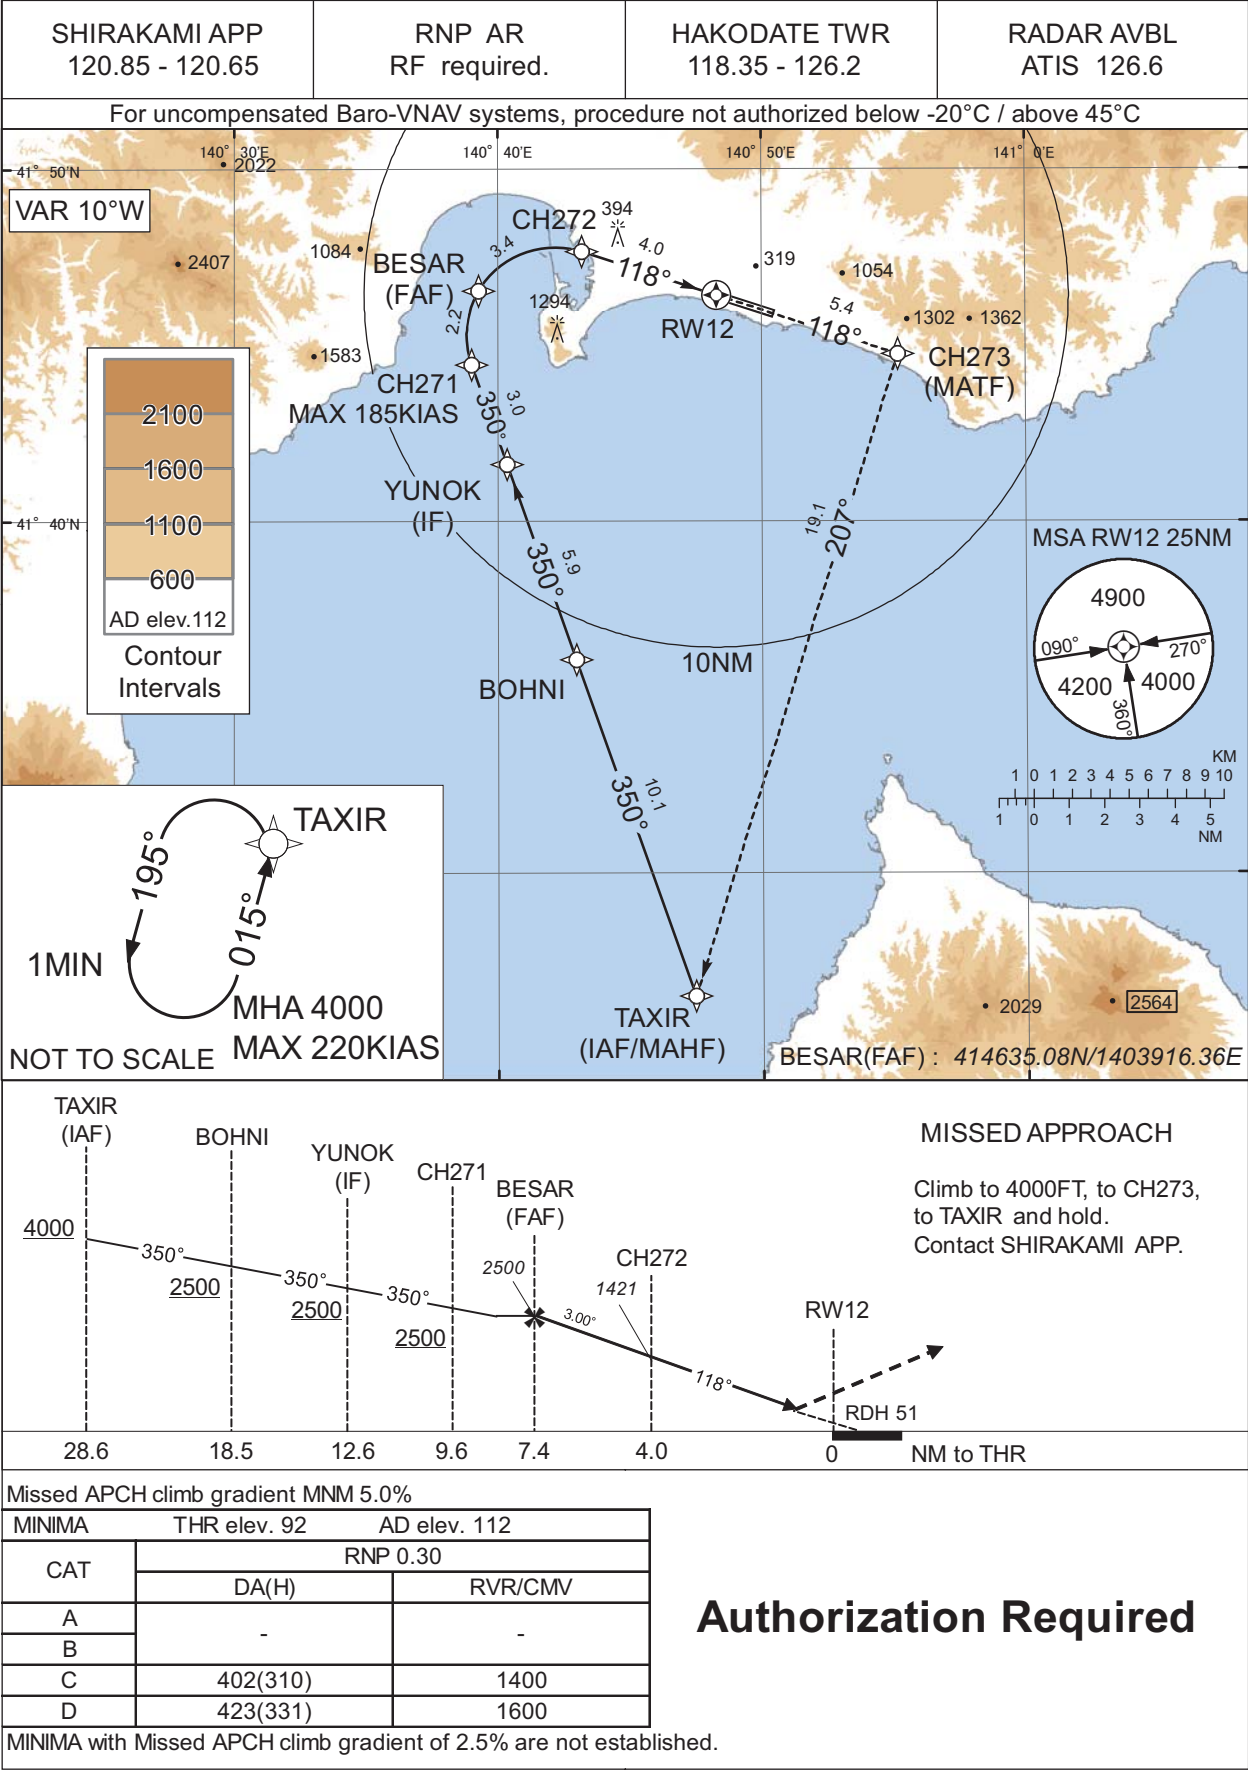 SHIRAKAMI APP
120.85 - 120.65
RNP AR
RF required.
HAKODATE TWR
118.35 - 126.2
RADAR AVBL
ATIS 126.6
For uncompensated Baro-VNAV systems, procedure not authorized below -20°C / above 45°C
140° 30'E
140° 40'E
140° 50'E
141° 0'E
41° 50'N
2022
VAR 10°W
2407
1084
1583
BESAR
(FAF)
3.4
CH272
394
4.0
118°
319
1054
1294
2.2
RW12
5.4
118°
1302
1362
CH273
(MATF)
CH271
MAX 185KIAS
3.0
350°
YUNOK
(IF)
2100
1600
1100
600
AD elev.112
Contour
Intervals
41° 40'N
5.9
350°
19.1
207°
MSA RW12 25NM
4900
090°
270°
4200
4000
360°
10NM
BOHNI
10.1
350°
KM
1 0 1 2 3 4 5 6 7 8 9 10
1 0 1 2 3 4 5
NM
TAXIR
195°
015°
1MIN
MHA 4000
MAX 220KIAS
NOT TO SCALE
TAXIR
(IAF/MAHF)
2029
2564
BESAR(FAF) : 414635.08N/1403916.36E
TAXIR
(IAF)
BOHNI
YUNOK
(IF)
CH271
BESAR
(FAF)
CH272
RW12
4000
350°
2500
350°
2500
350°
2500
2500
3.00°
1421
118°
RDH 51
28.6
18.5
12.6
9.6
7.4
4.0
0
NM to THR
MISSED APPROACH
Climb to 4000FT, to CH273,
to TAXIR and hold.
Contact SHIRAKAMI APP.
Missed APCH climb gradient MNM 5.0%
MINIMA THR elev. 92 AD elev. 112
CAT
RNP 0.30
DA(H)
RVR/CMV
A
B
-
-
C 402(310) 1400
D 423(331) 1600
MINIMA with Missed APCH climb gradient of 2.5% are not established.
Authorization Required